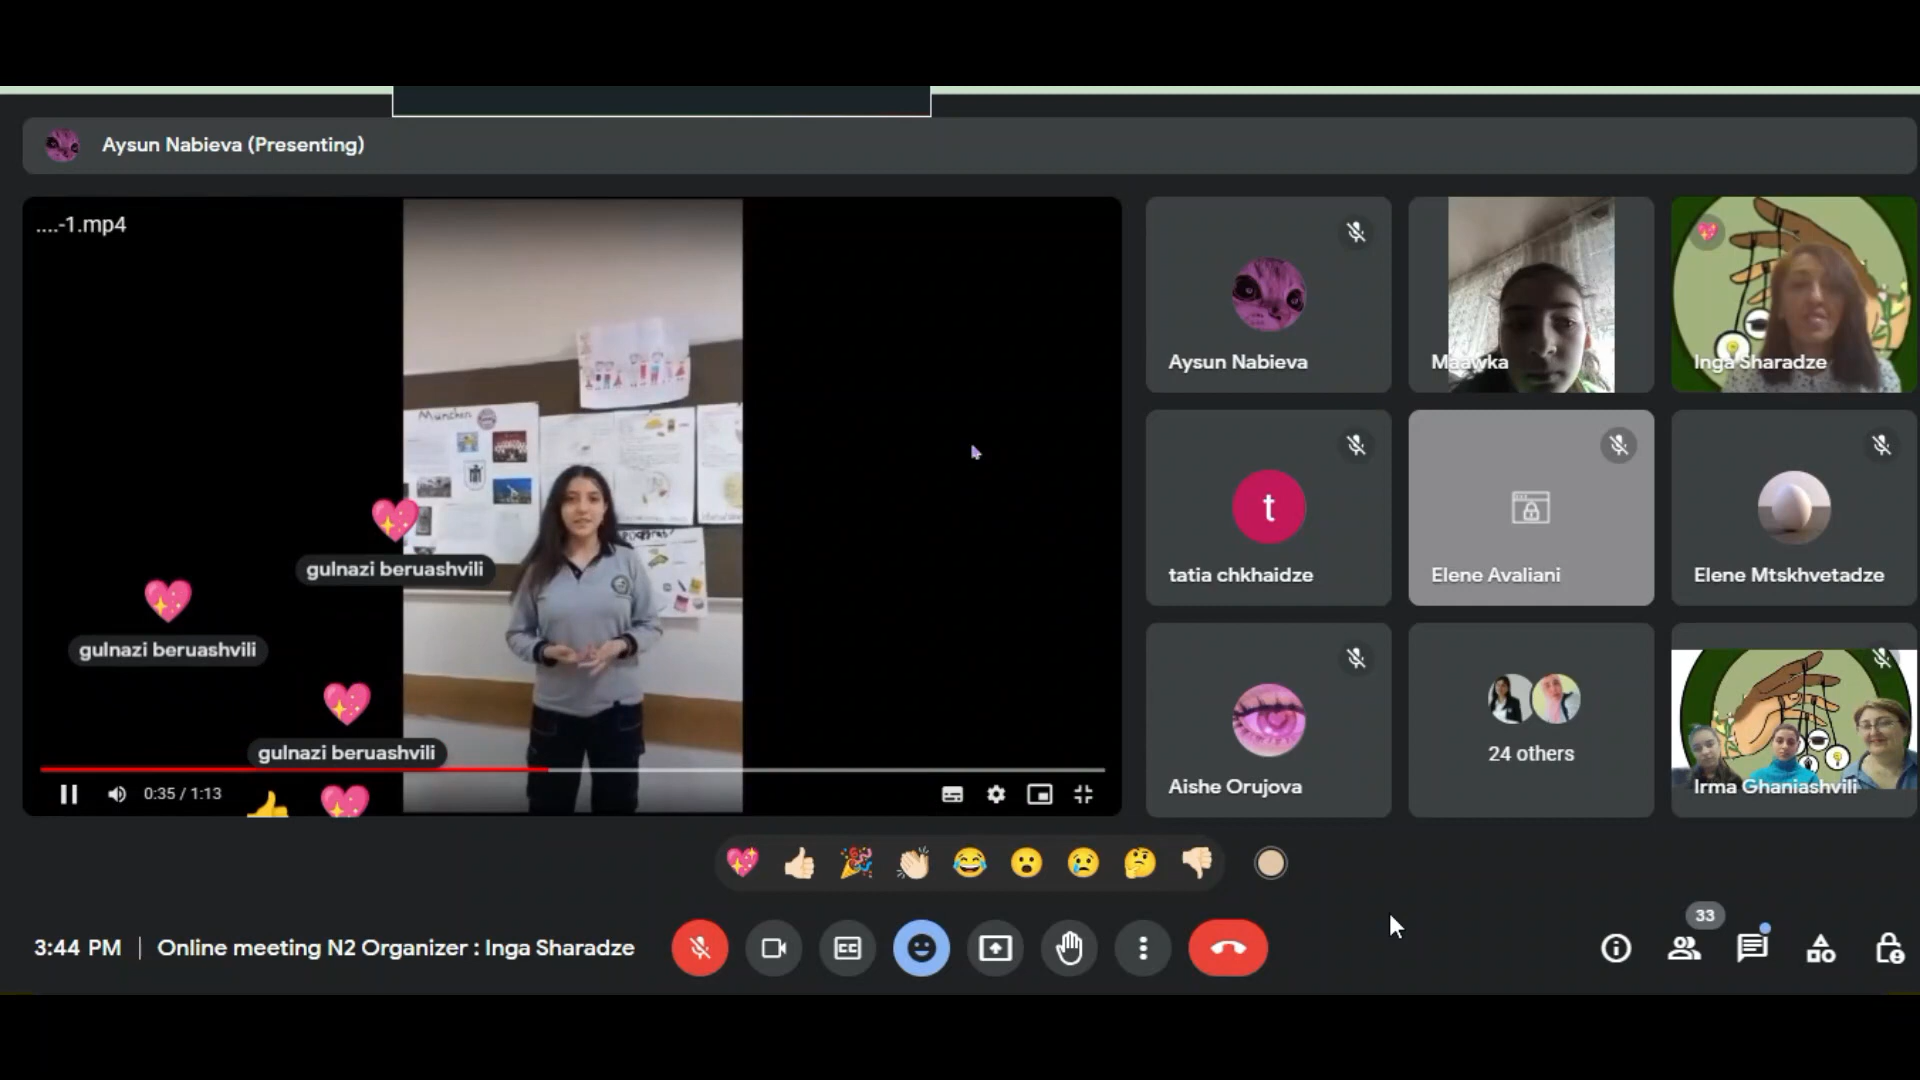 Aysun Nabieva (Presenting)
....-1.mp4
München
gulnazi beruashvili
gulnazi beruashvili
gulnazi beruashvili
0:35 / 1:13
Aysun Nabieva
Maawka
Inga Sharadze
t
tatia chkhaidze
Elene Avaliani
Elene Mtskhvetadze
Aishe Orujova
24 others
Irma Ghaniashvili
3:44 PM | Online meeting N2 Organizer : Inga Sharadze
CC
33